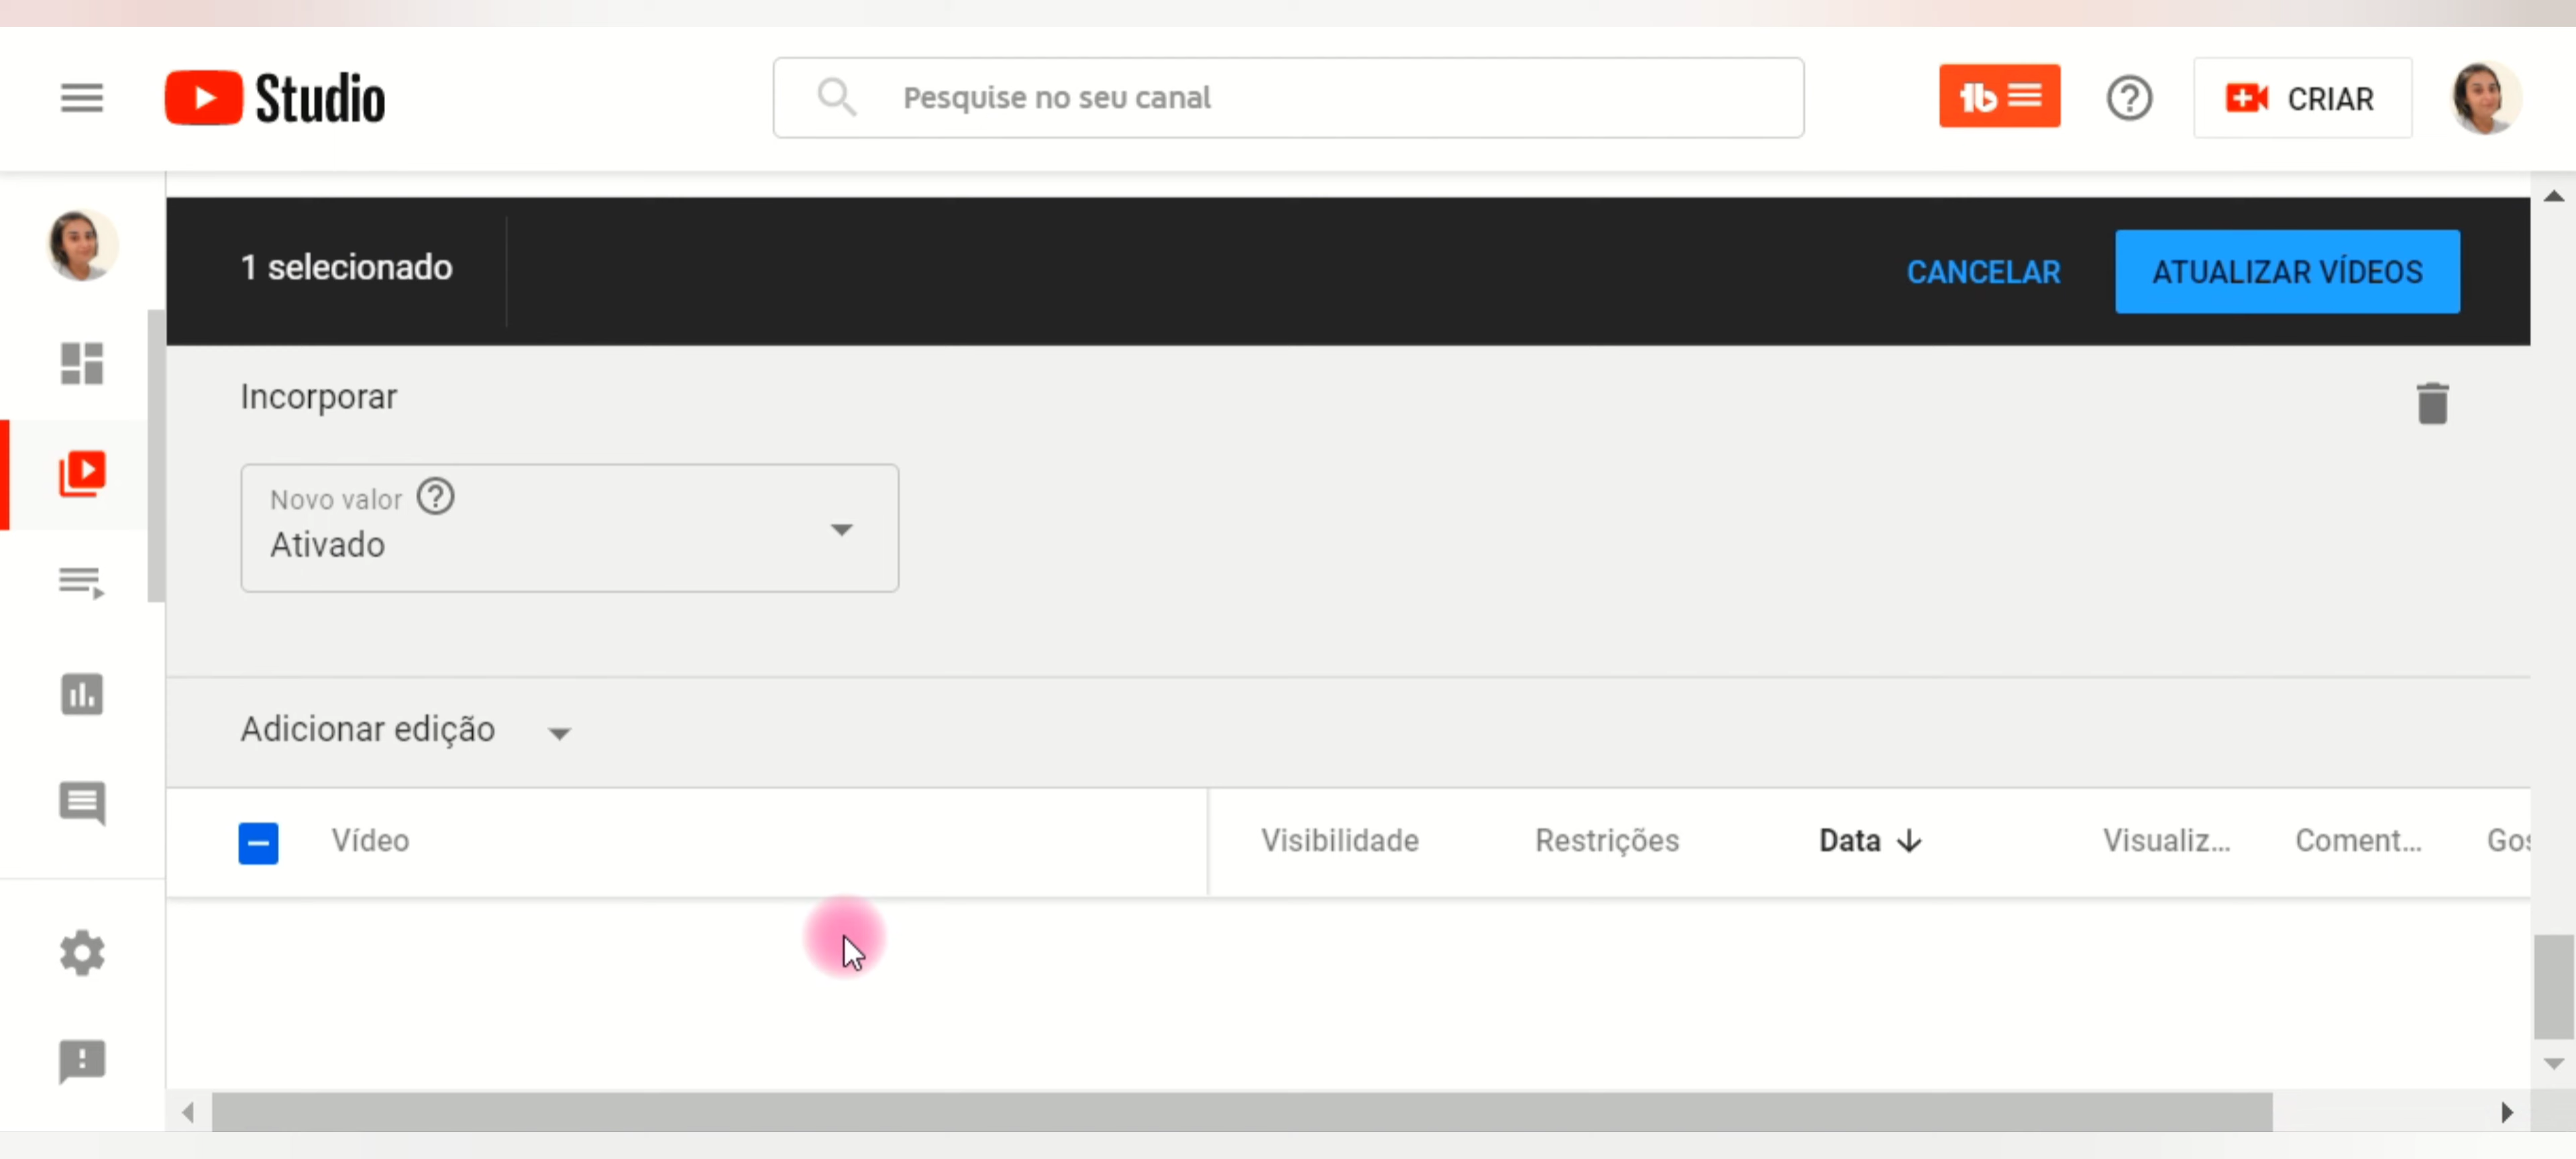 Studio
Pesquise no seu canal
CRIAR
1 selecionado
CANCELAR
ATUALIZAR VÍDEOS
Incorporar
Novo valor
Ativado
Adicionar edição
Vídeo
Visibilidade
Restrições
Data
Visualiz...
Coment...
Gos